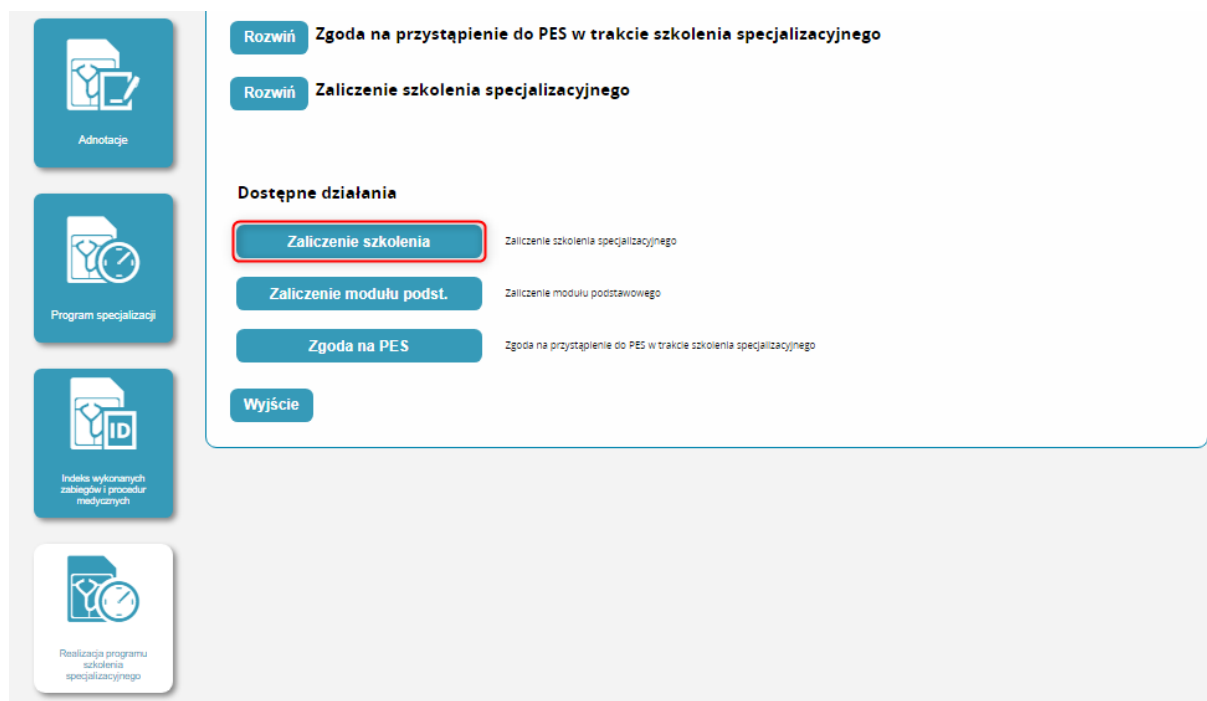 Adnotacje
Program specjalizacji
ID
Indeks wykonanych
zabiegów i procedur
medycznych
Realizacja programu
szkolenia
specjalizacyjnego
Rozwiń Zgoda na przystąpienie do PES w trakcie szkolenia specjalizacyjnego
Rozwiń Zaliczenie szkolenia specjalizacyjnego
Dostępne działania
Zaliczenie szkolenia Zaliczenie szkolenia specjalizacyjnego
Zaliczenie modułu podst. Zaliczenie modułu podstawowego
Zgoda na PES Zgoda na przystąpienie do PES w trakcie szkolenia specjalizacyjnego
Wyjście